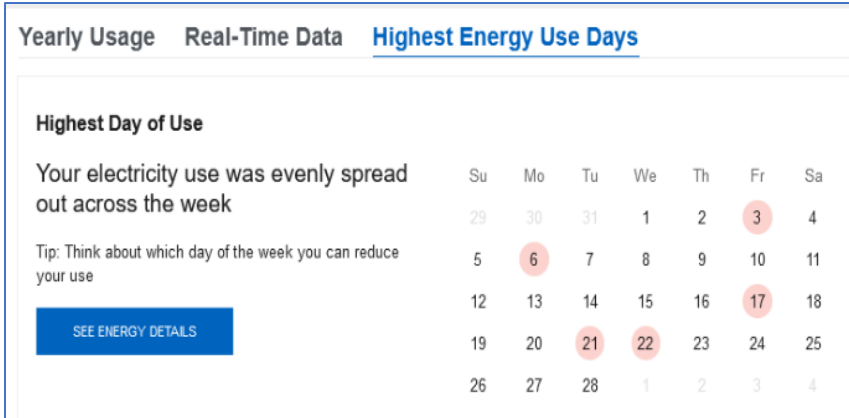 Yearly Usage Real-Time Data Highest Energy Use Days
Highest Day of Use
Your electricity use was evenly spread
out across the week
Tip: Think about which day of the week you can reduce
your use
SEE ENERGY DETAILS
Su Mo Tu We Th Fr Sa
29 30 31 1 2 3 4
5 6 7 8 9 10 11
12 13 14 15 16 17 18
19 20 21 22 23 24 25
26 27 28 1 2 3 4